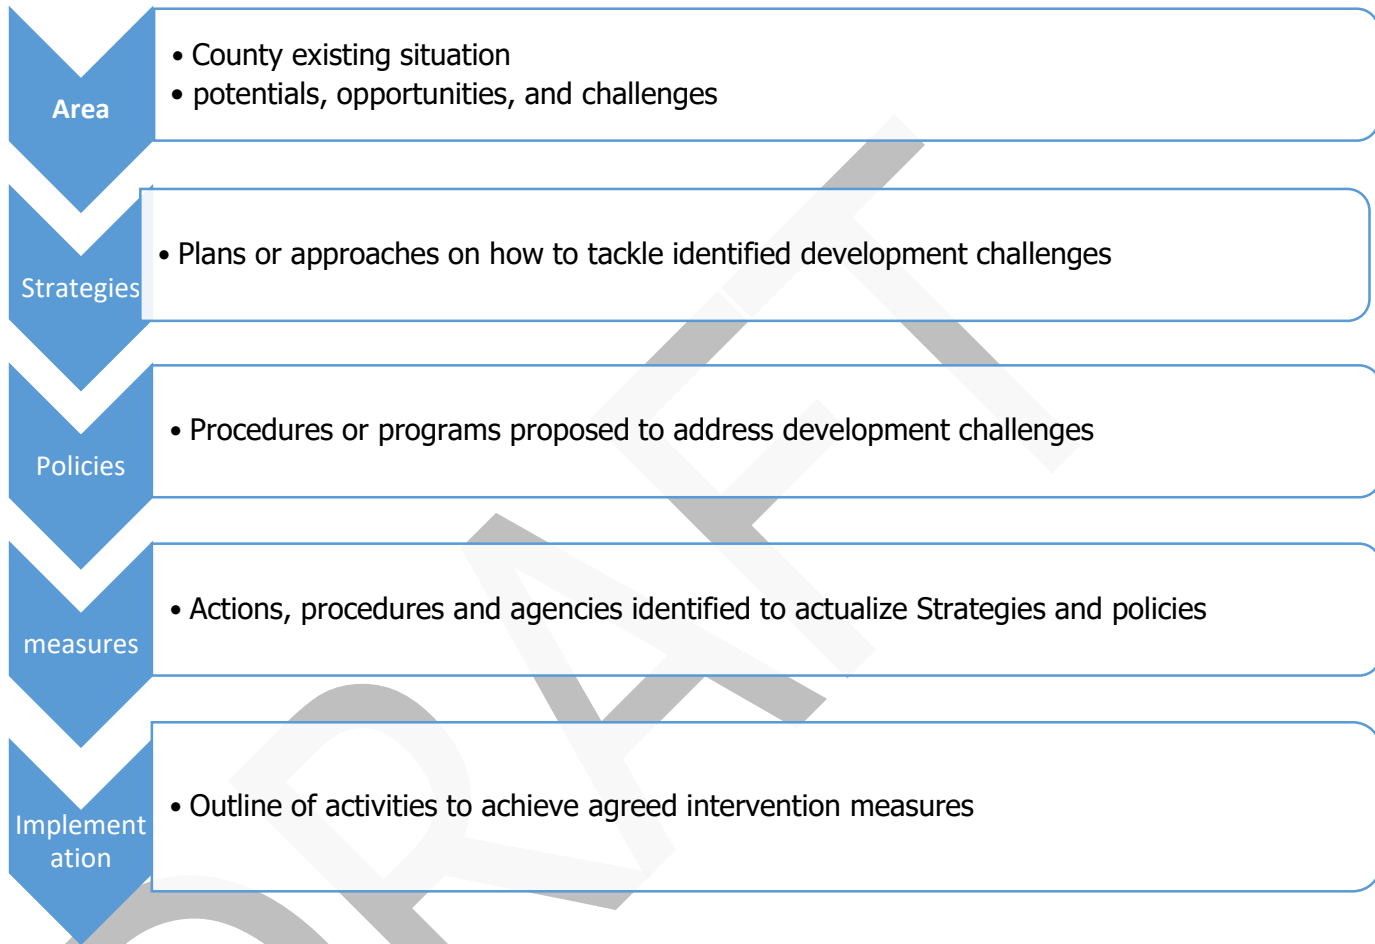 Area
• County existing situation
• potentials, opportunities, and challenges
Strategies
• Plans or approaches on how to tackle identified development challenges
Policies
• Procedures or programs proposed to address development challenges
measures
• Actions, procedures and agencies identified to actualize Strategies and policies
Implement
ation
• Outline of activities to achieve agreed intervention measures
DRAFT